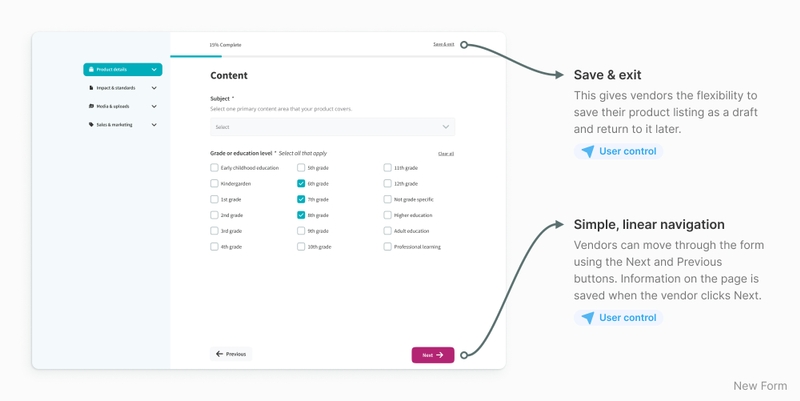 15% Complete
Save & exit
Product details
Impact & standards
Media & uploads
Sales & marketing
Content
Subject *
Select one primary content area that your product covers.
Select
Grade or education level * Select all that apply
Clear all
Early childhood education
Kindergarden
1st grade
2nd grade
3rd grade
4th grade
5th grade
6th grade
7th grade
8th grade
9th grade
10th grade
11th grade
12th grade
Not grade specific
Higher education
Adult education
Professional learning
Previous
Next
Save & exit
This gives vendors the flexibility to
save their product listing as a draft
and return to it later.
User control
Simple, linear navigation
Vendors can move through the form
using the Next and Previous
buttons. Information on the page is
saved when the vendor clicks Next.
User control
New Form